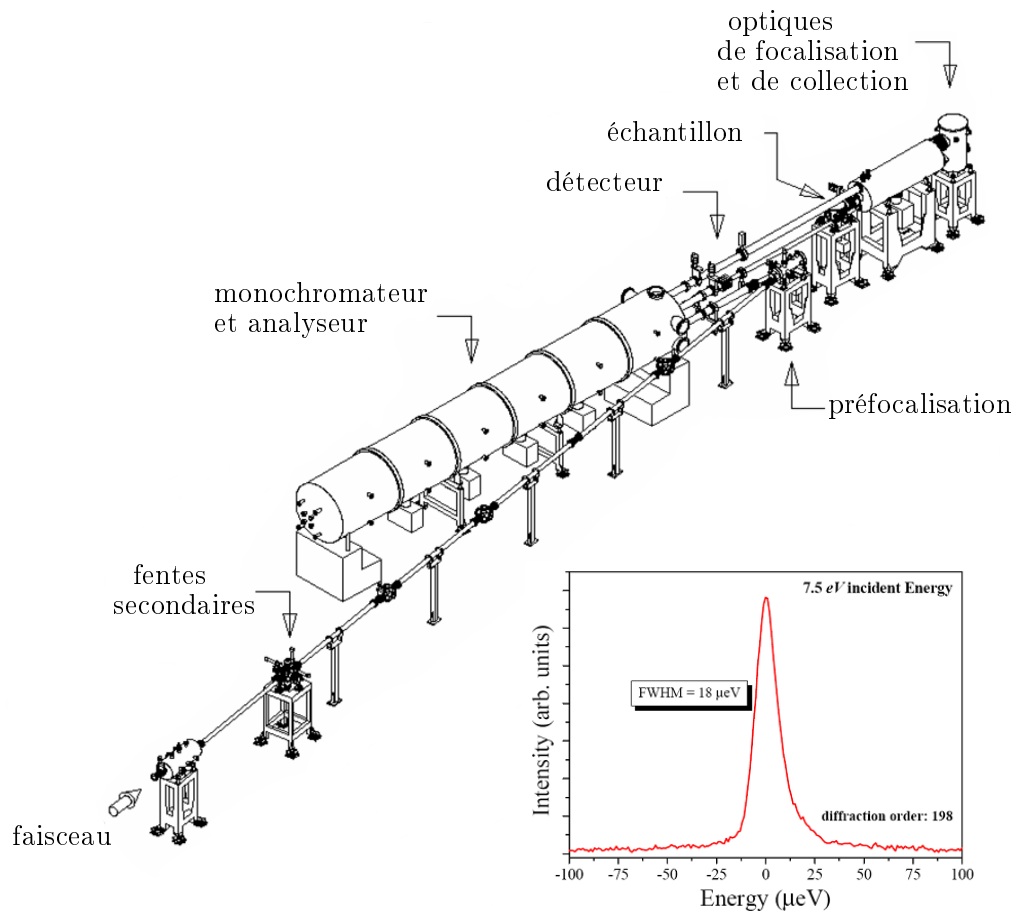 optiques
de focalisation
et de collection
échantillon
détecteur
monochromateur
et analyseur
préfocalisation
fentes
secondaires
faisceau
7.5 eV incident Energy
FWHM = 18 µeV
diffraction order: 198
Intensity (arb. units)
-100 -75 -50 -25 0 25 50 75 100
Energy (µeV)